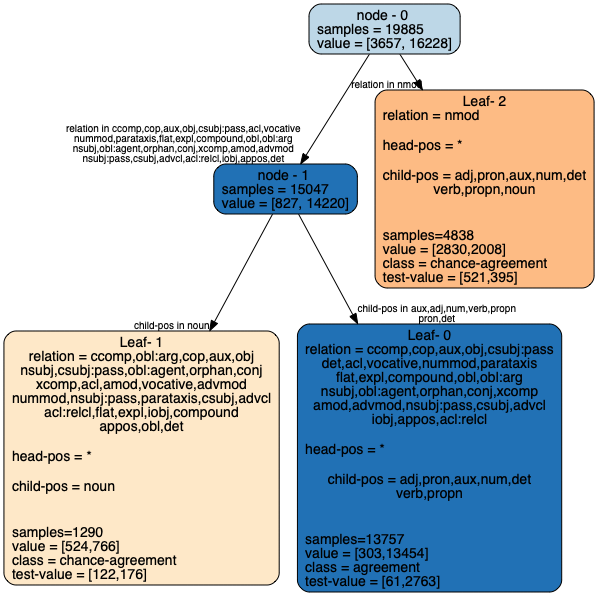 node - 0
samples = 19885
value = [3657, 16228]
relation in nmod
relation in ccomp,cop,aux,obj,csubj:pass,acl,vocative
nummod,parataxis,flat,expl,compound,obl,obl:arg
nsubj,obl:agent,orphan,conj,xcomp,amod,advmod
nsubj:pass,csubj,advcl,acl:relcl,iobj,appos,det
Leaf- 2
relation = nmod
head-pos = *
child-pos = adj,pron,aux,num,det
verb,propn,noun
samples=4838
value = [2830,2008]
class = chance-agreement
test-value = [521,395]
node - 1
samples = 15047
value = [827, 14220]
child-pos in noun
child-pos in aux,adj,num,verb,propn
pron,det
Leaf- 1
relation = ccomp,obl:arg,cop,aux,obj
nsubj,csubj:pass,obl:agent,orphan,conj
xcomp,acl,amod,vocative,advmod
nummod,nsubj:pass,parataxis,csubj,advcl
acl:relcl,flat,expl,iobj,compound
appos,obl,det
head-pos = *
child-pos = noun
samples=1290
value = [524,766]
class = chance-agreement
test-value = [122,176]
Leaf- 0
relation = ccomp,cop,aux,obj,csubj:pass
det,acl,vocative,nummod,parataxis
flat,expl,compound,obl,obl:arg
nsubj,obl:agent,orphan,conj,xcomp
amod,advmod,nsubj:pass,csubj,advcl
iobj,appos,acl:relcl
head-pos = *
child-pos = adj,pron,aux,num,det
verb,propn
samples=13757
value = [303,13454]
class = agreement
test-value = [61,2763]